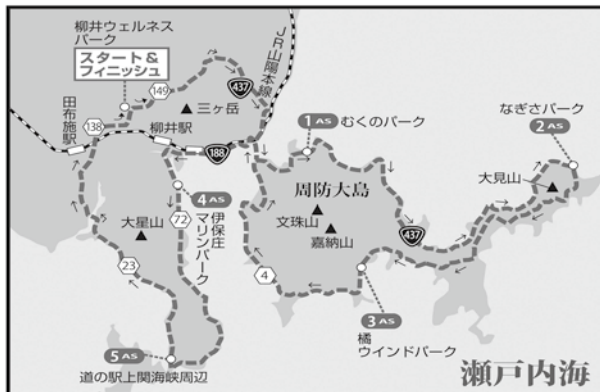 柳井ウェルネス
パーク
スタート＆
フィニッシュ
田布施駅
138
149
三ヶ岳
柳井駅
188
437
JR山陽本線
1 AS むくのパーク
なぎさパーク
2 AS
大見山
周防大島
文珠山
嘉納山
437
4 AS
伊保庄
マリンパーク
72
大星山
23
4
3 AS
橘
ウインドパーク
5 AS
道の駅上関海峡周辺
瀬戸内海